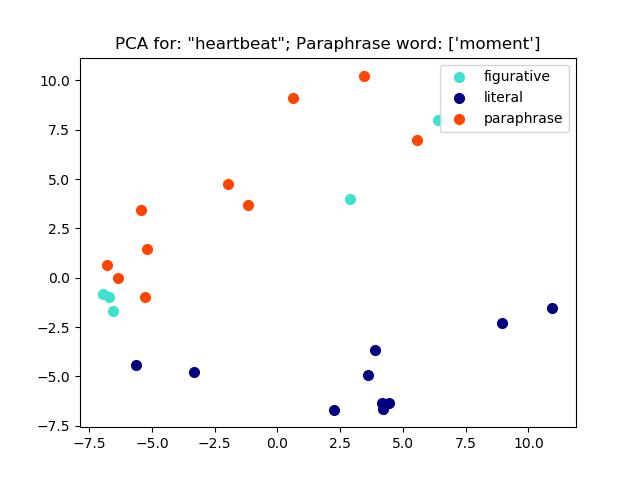 PCA for: "heartbeat"; Paraphrase word: ['moment']
figurative
literal
paraphrase
10.0
7.5
5.0
2.5
0.0
−2.5
−5.0
−7.5
−7.5 −5.0 −2.5 0.0 2.5 5.0 7.5 10.0